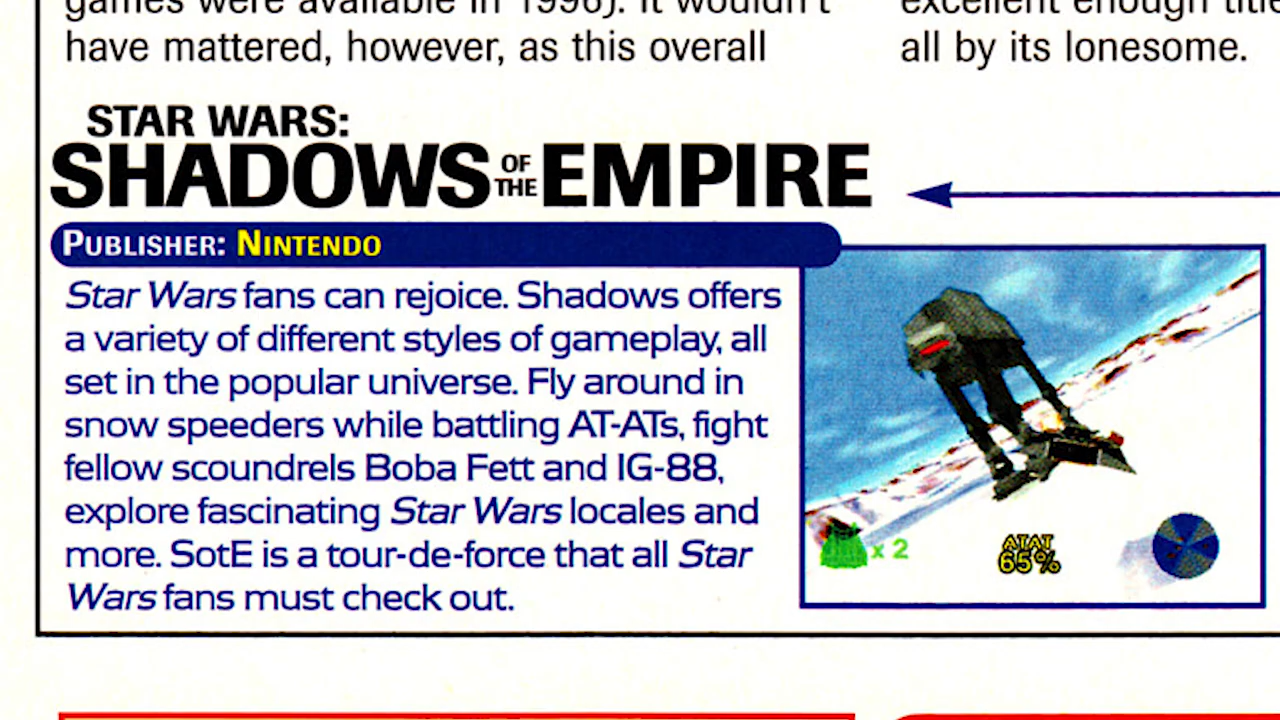 games were available in 1996). It wouldn't
have mattered, however, as this overall
excellent enough title
all by its lonesome.
STAR WARS:
SHADOWS OF THE EMPIRE
PUBLISHER: NINTENDO
Star Wars fans can rejoice. Shadows offers
a variety of different styles of gameplay, all
set in the popular universe. Fly around in
snow speeders while battling AT-ATs, fight
fellow scoundrels Boba Fett and IG-88,
explore fascinating Star Wars locales and
more. SotE is a tour-de-force that all Star
Wars fans must check out.
x 2
ATAT
65%